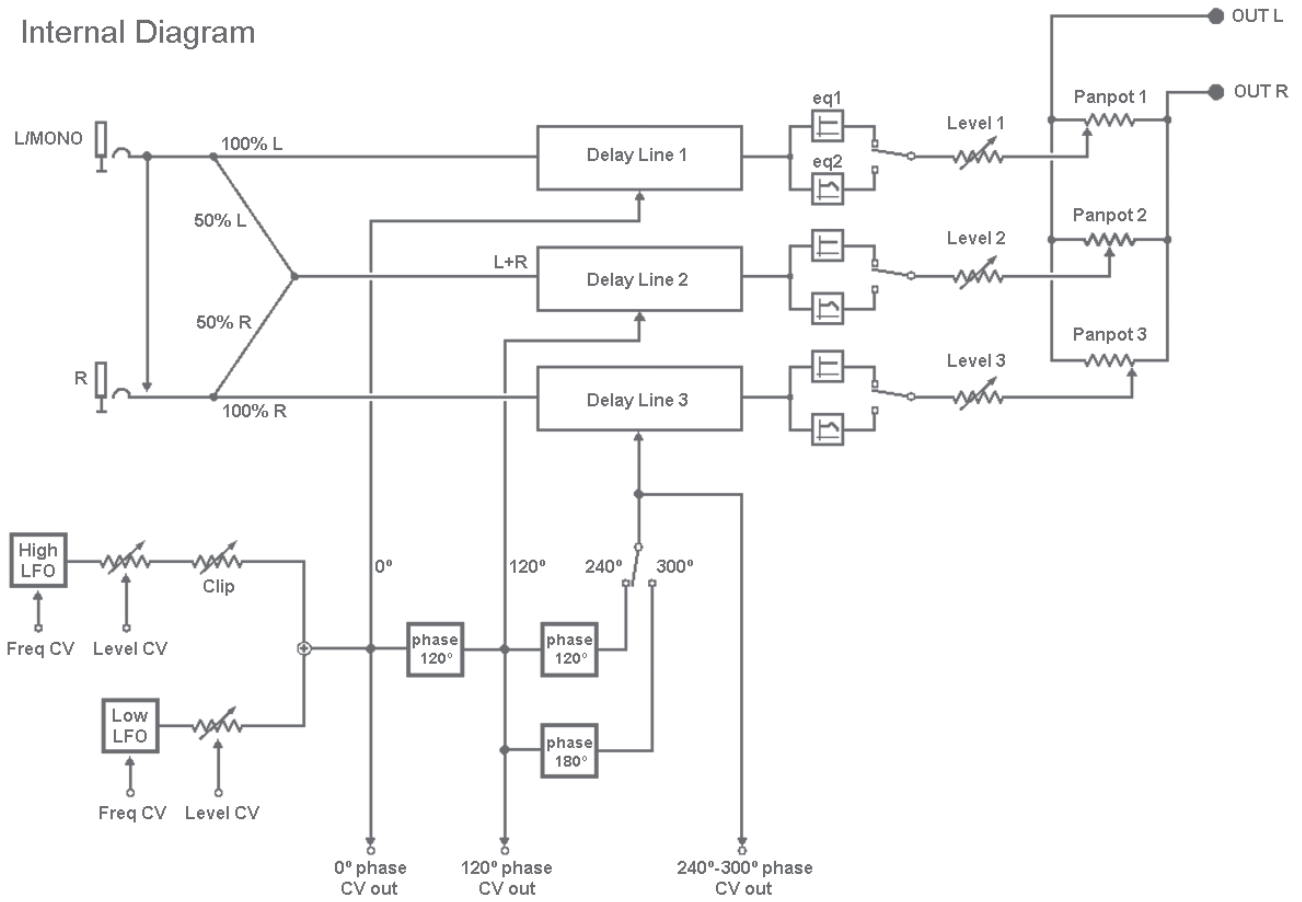 Internal Diagram
OUT L
OUT R
L/MONO
100% L
50% L
50% R
R
100% R
L+R
Delay Line 1
Delay Line 2
Delay Line 3
eq1
eq2
Level 1
Level 2
Level 3
Panpot 1
Panpot 2
Panpot 3
High
LFO
Clip
Freq CV
Level CV
Low
LFO
Freq CV
Level CV
0º
120º
240º
300º
phase
120º
phase
120º
phase
180º
0º phase
CV out
120º phase
CV out
240º-300º phase
CV out